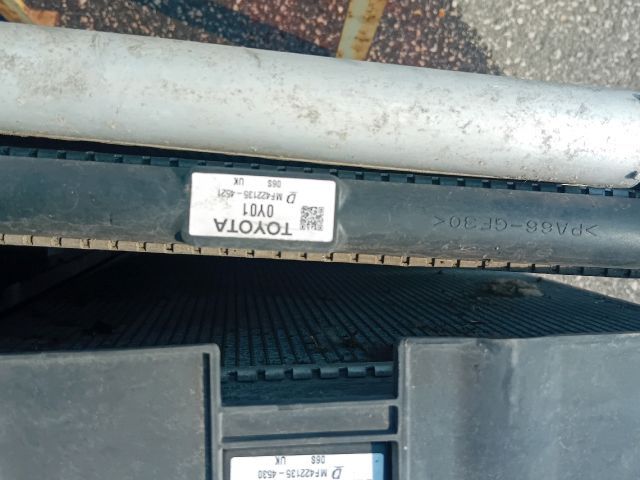 TOYOTA
0Y01
D MF422135-4521
UK 06S
>PA66-GF30<
D MF422135-4530
UK 06S